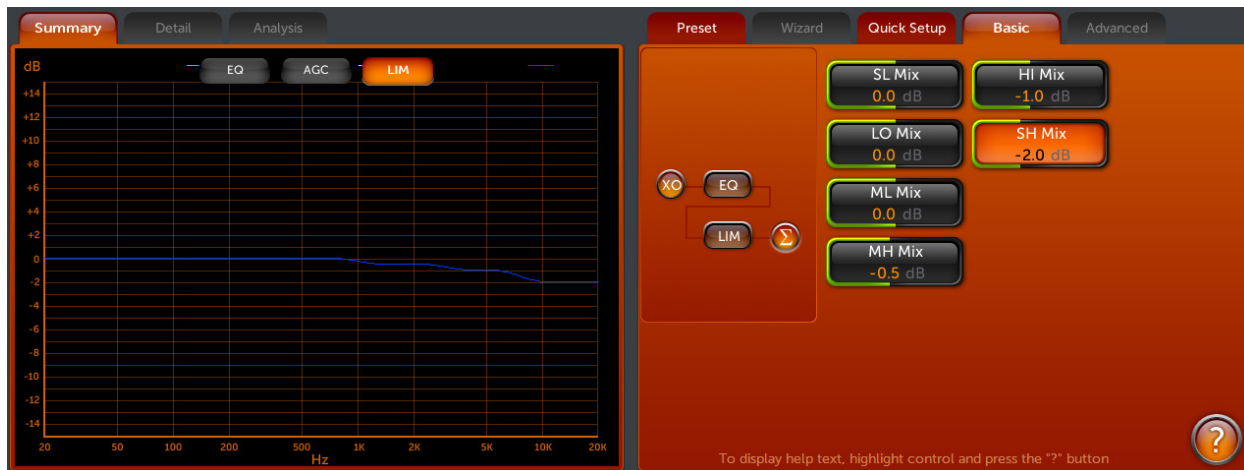 Summary Detail Analysis
Preset Wizard Quick Setup Basic Advanced
dB
EQ AGC LIM
+14
+12
+10
+8
+6
+4
+2
0
-2
-4
-6
-8
-10
-12
-14
20 50 100 200 500 1K 2K 5K 10K 20K
Hz
XO EQ
LIM Σ
SL Mix
0.0 dB
HI Mix
-1.0 dB
LO Mix
0.0 dB
SH Mix
-2.0 dB
ML Mix
0.0 dB
MH Mix
-0.5 dB
?
To display help text, highlight control and press the "?" button